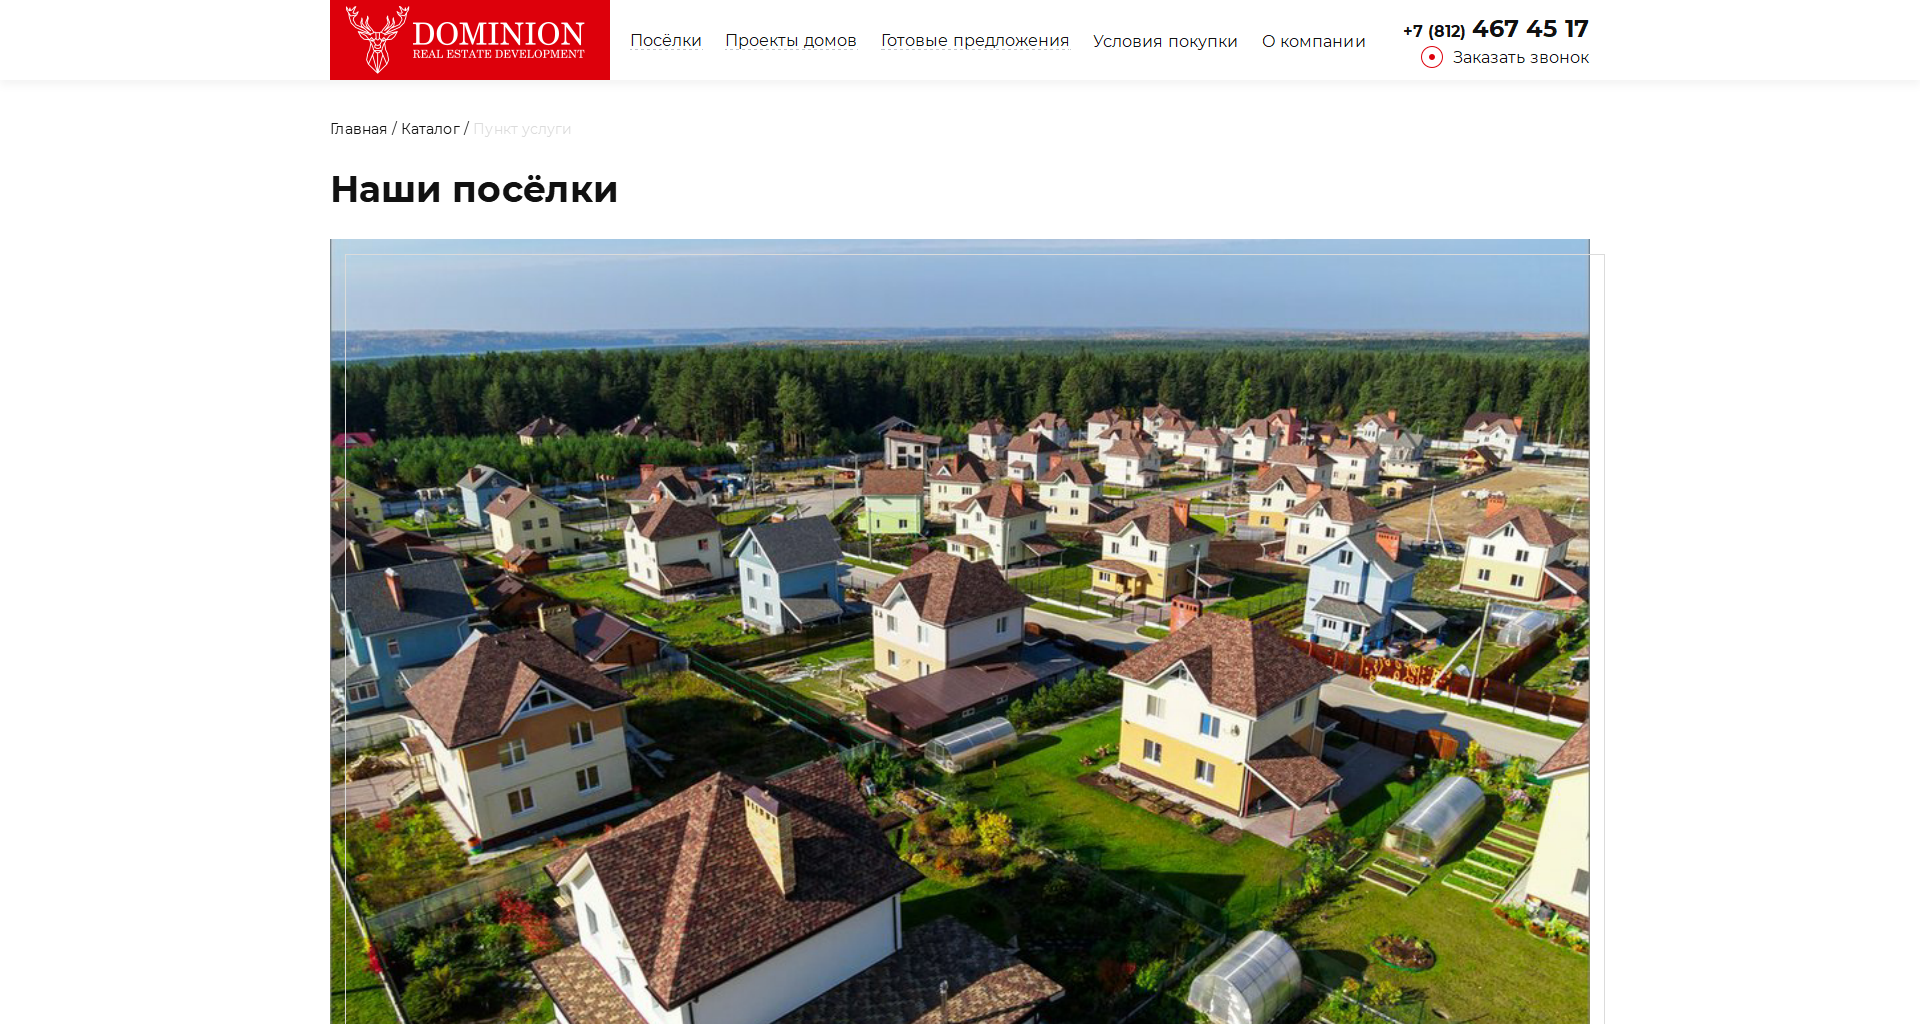 DOMINION
REAL ESTATE DEVELOPMENT
Посёлки Проекты домов Готовые предложения Условия покупки О компании
+7 (812) 467 45 17
Заказать звонок
Главная / Каталог / Пункт услуги
Наши посёлки